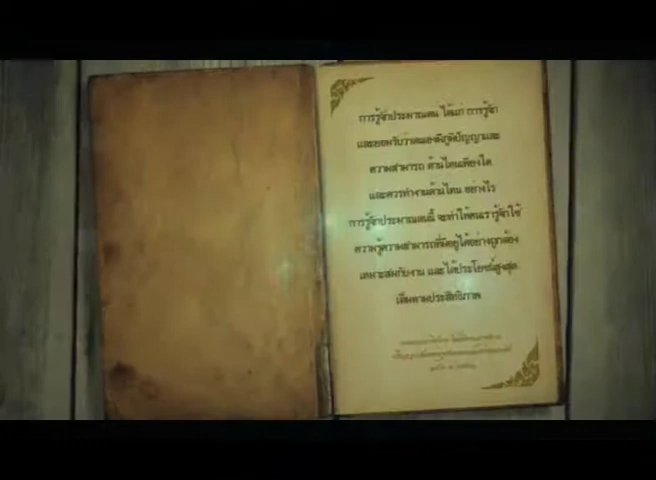 การรู้จักประมาณตน ได้แก่ การรู้จัก
และยอมรับว่าตนเองมีภูมิปัญญาและ
ความสามารถ ด้านไหนเพียงใด
และควรทำงานด้านไหน อย่างไร
การรู้จักประมาณตนนี้ จะทำให้คนเรารู้จักใช้
ความรู้ความสามารถที่มีอยู่ได้อย่างถูกต้อง
เหมาะสมกับงาน และได้ประโยชน์สูงสุด
เต็มตามประสิทธิภาพ